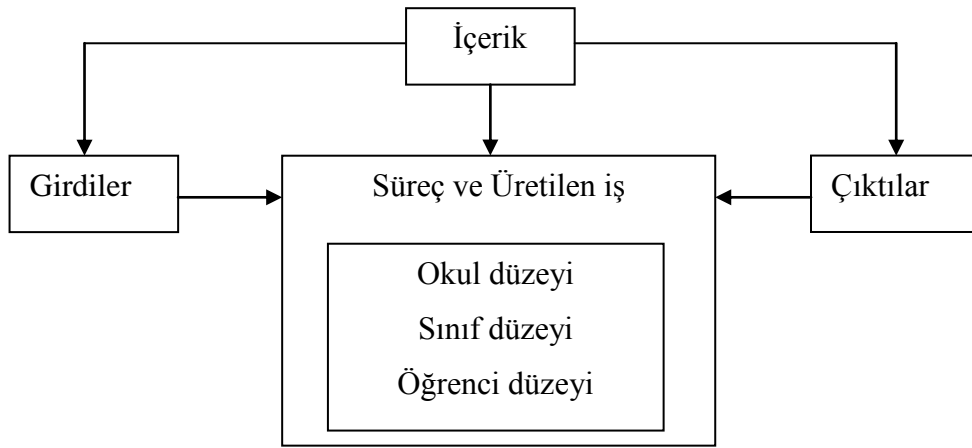 İçerik
Girdiler
Süreç ve Üretilen iş
Çıktılar
Okul düzeyi
Sınıf düzeyi
Öğrenci düzeyi